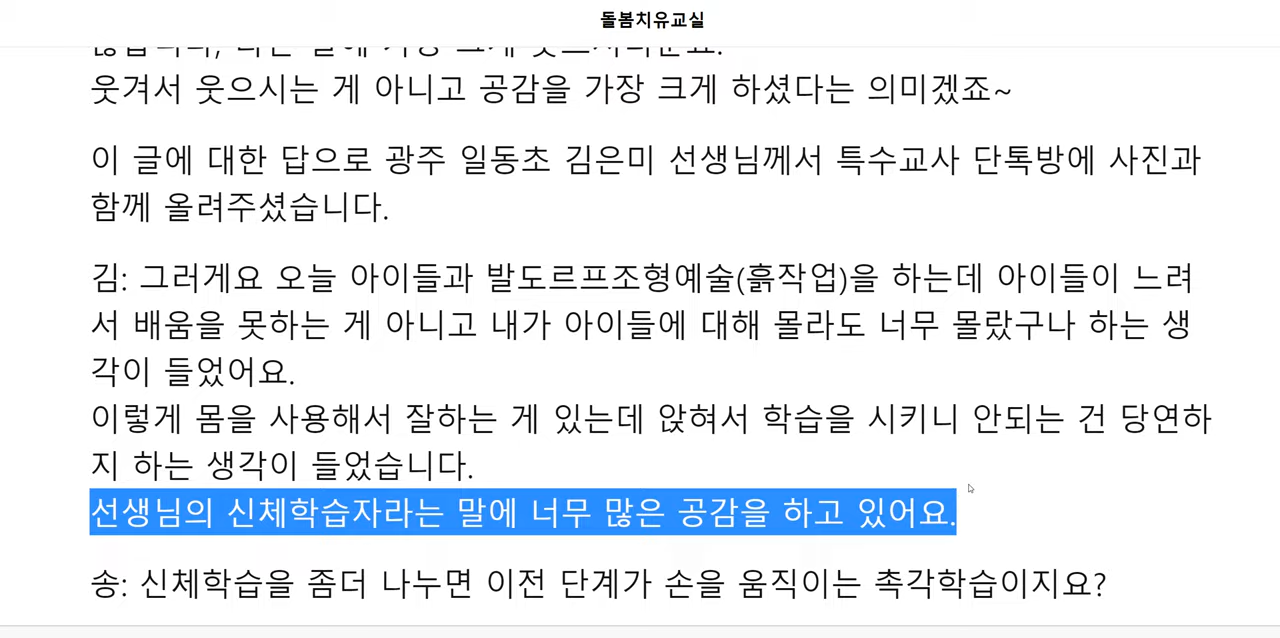 돌봄치유교실
웃겨서 웃으시는 게 아니고 공감을 가장 크게 하셨다는 의미겠죠~
이 글에 대한 답으로 광주 일동초 김은미 선생님께서 특수교사 단톡방에 사진과
함께 올려주셨습니다.
김: 그러게요 오늘 아이들과 발도르프조형예술(흙작업)을 하는데 아이들이 느려
서 배움을 못하는 게 아니고 내가 아이들에 대해 몰라도 너무 몰랐구나 하는 생
각이 들었어요.
이렇게 몸을 사용해서 잘하는 게 있는데 앉혀서 학습을 시키니 안되는 건 당연하
지 하는 생각이 들었습니다.
선생님의 신체학습자라는 말에 너무 많은 공감을 하고 있어요.
송: 신체학습을 좀더 나누면 이전 단계가 손을 움직이는 촉각학습이지요?